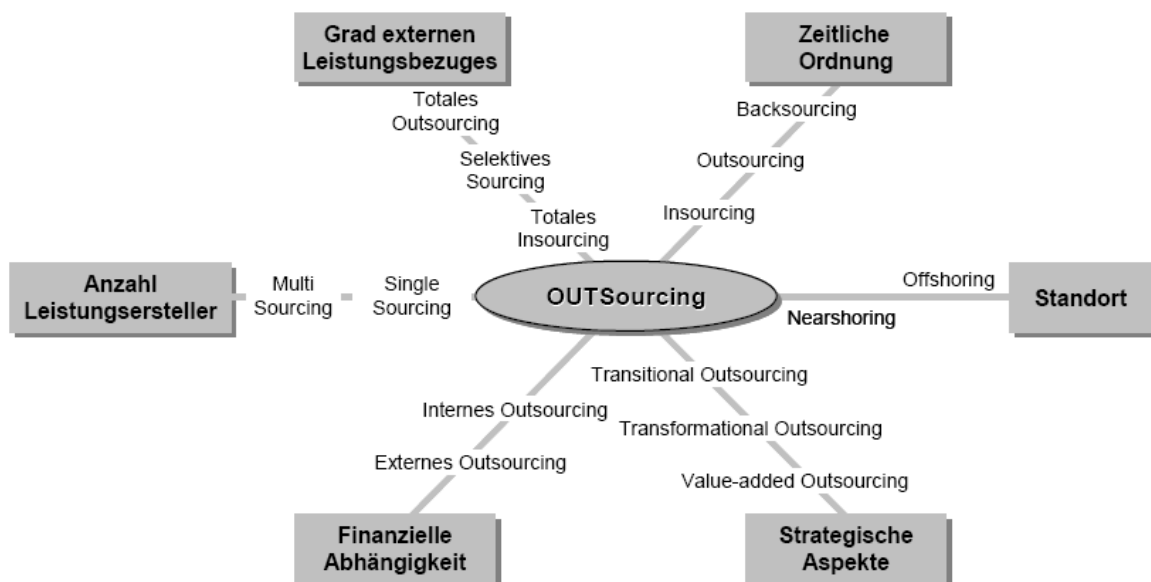 Grad externen
Leistungsbezuges
Zeitliche
Ordnung
Totales
Outsourcing
Backsourcing
Selektives
Sourcing
Outsourcing
Totales
Insourcing
Insourcing
Anzahl
Leistungsersteller
Multi
Sourcing
Single
Sourcing
OUTSourcing
Offshoring
Nearshoring
Standort
Transitional Outsourcing
Internes Outsourcing
Transformational Outsourcing
Externes Outsourcing
Value-added Outsourcing
Finanzielle
Abhängigkeit
Strategische
Aspekte